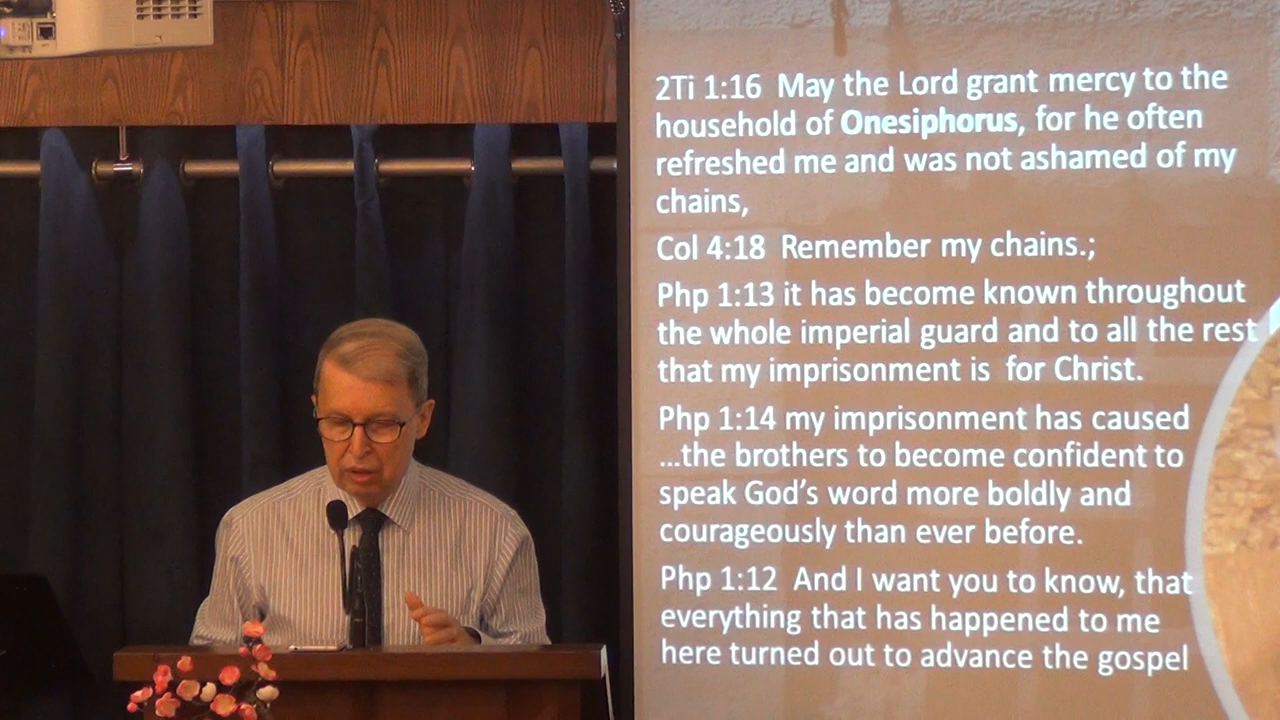 2Ti 1:16  May the Lord grant mercy to the
household of Onesiphorus, for he often
refreshed me and was not ashamed of my
chains,
Col 4:18  Remember my chains.;
Php 1:13 it has become known throughout
the whole imperial guard and to all the rest
that my imprisonment is  for Christ.
Php 1:14 my imprisonment has caused
...the brothers to become confident to
speak God's word more boldly and
courageously than ever before.
Php 1:12  And I want you to know, that
everything that has happened to me
here turned out to advance the gospel